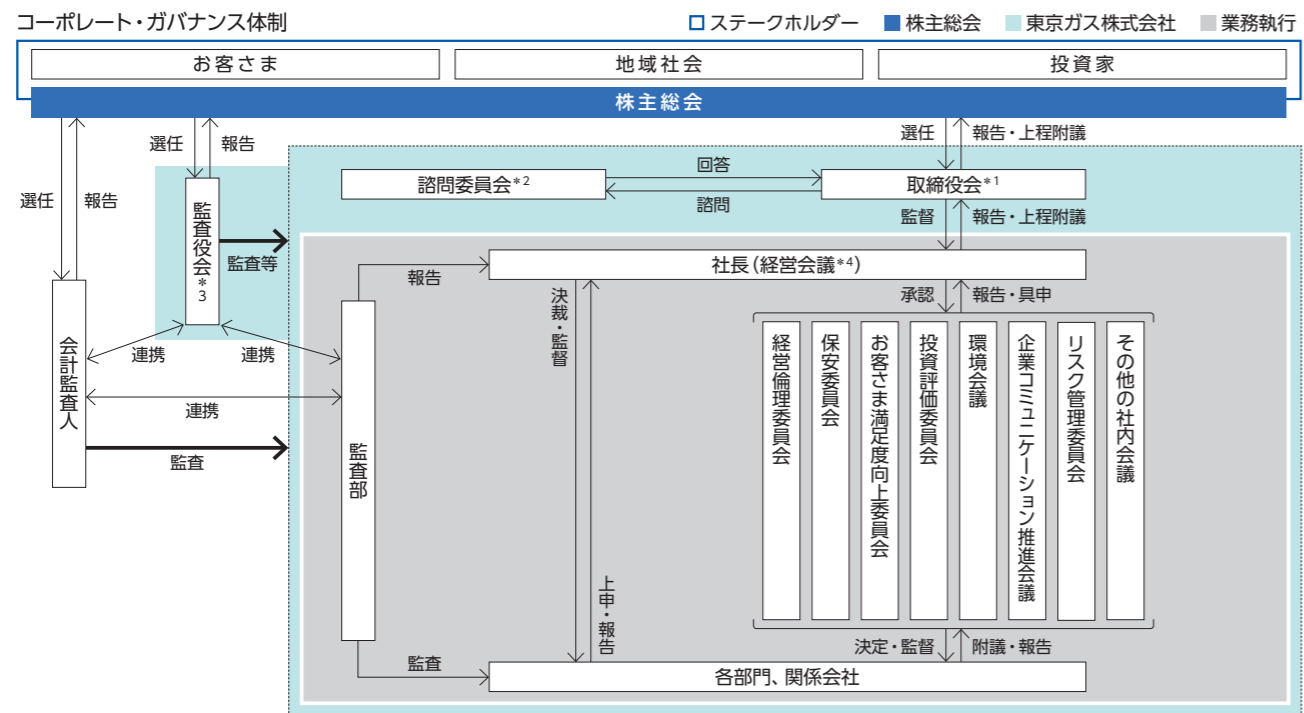 コーポレート・ガバナンス体制
ステークホルダー
株主総会
東京ガス株式会社
業務執行
お客さま
地域社会
投資家
株主総会
選任
報告
選任
報告
選任
報告・上程附議
諮問委員会*2
回答
諮問
取締役会*1
監査役会*3
監査等
監督
報告・上程附議
社長（経営会議*4）
報告
決裁・監督
上申・報告
承認
報告・具申
会計監査人
連携
連携
連携
監査
監査部
経営倫理委員会
保安委員会
お客さま満足度向上委員会
投資評価委員会
環境会議
企業コミュニケーション推進会議
リスク管理委員会
その他の社内会議
監査
決定・監督
附議・報告
各部門、関係会社